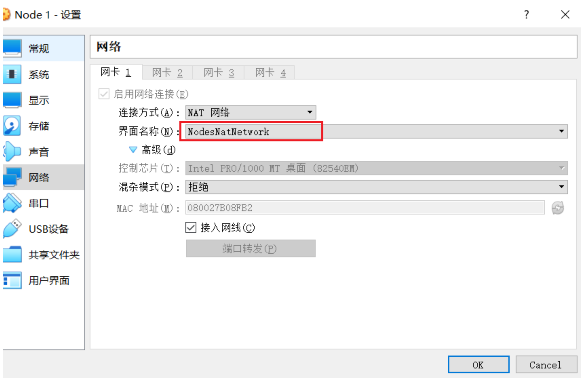 Node 1 - 设置
?
常规
系统
显示
存储
声音
网络
串口
USB设备
共享文件夹
用户界面
网络
网卡 1 网卡 2 网卡 3 网卡 4
启用网络连接(E)
连接方式(A): NAT 网络
界面名称(N): NodesNatNetwork
高级(d)
控制芯片(T): Intel PRO/1000 MT 桌面 (82540EM)
混杂模式(P): 拒绝
MAC 地址(M): 080027B08FB2
接入网线(C)
端口转发(P)
OK Cancel